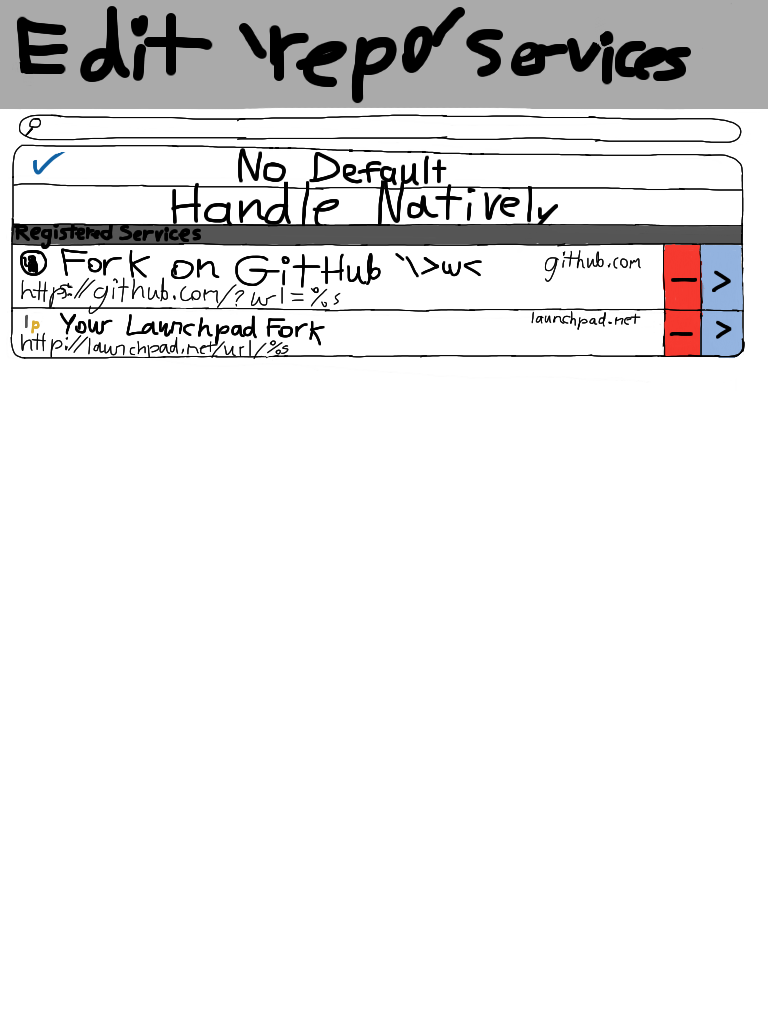 Edit 'repo' Services
No Default
Handle Natively
Registered Services
Fork on GitHub \\>w< github.com
https://github.com/?url=%s
lp Your Launchpad Fork launchpad.net
http://launchpad.net/url/%s